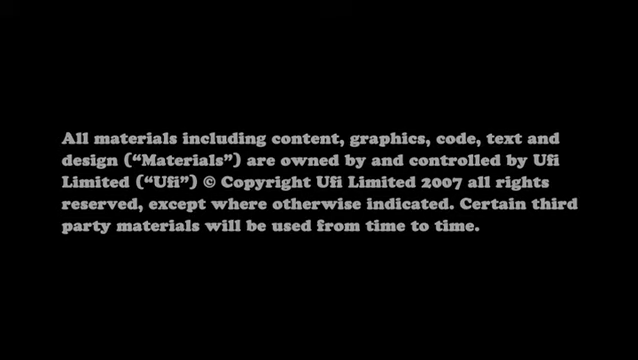 All materials including content, graphics, code, text and
design (“Materials”) are owned by and controlled by Ufi
Limited (“Ufi”) © Copyright Ufi Limited 2007 all rights
reserved, except where otherwise indicated. Certain third
party materials will be used from time to time.